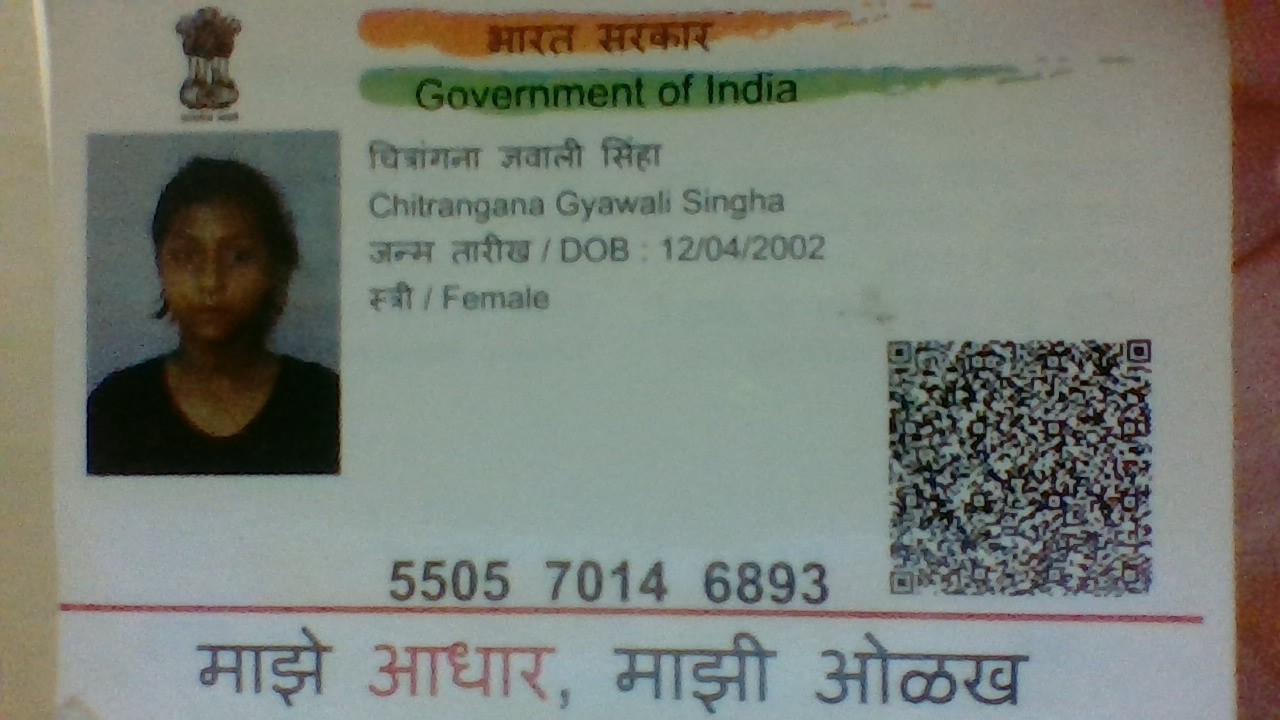 भारत सरकार
Government of India
चित्रांगना ज्ञवाली सिंहा
Chitrangana Gyawali Singha
जन्म तारीख / DOB : 12/04/2002
स्त्री / Female
5505 7014 6893
माझे आधार, माझी ओळख